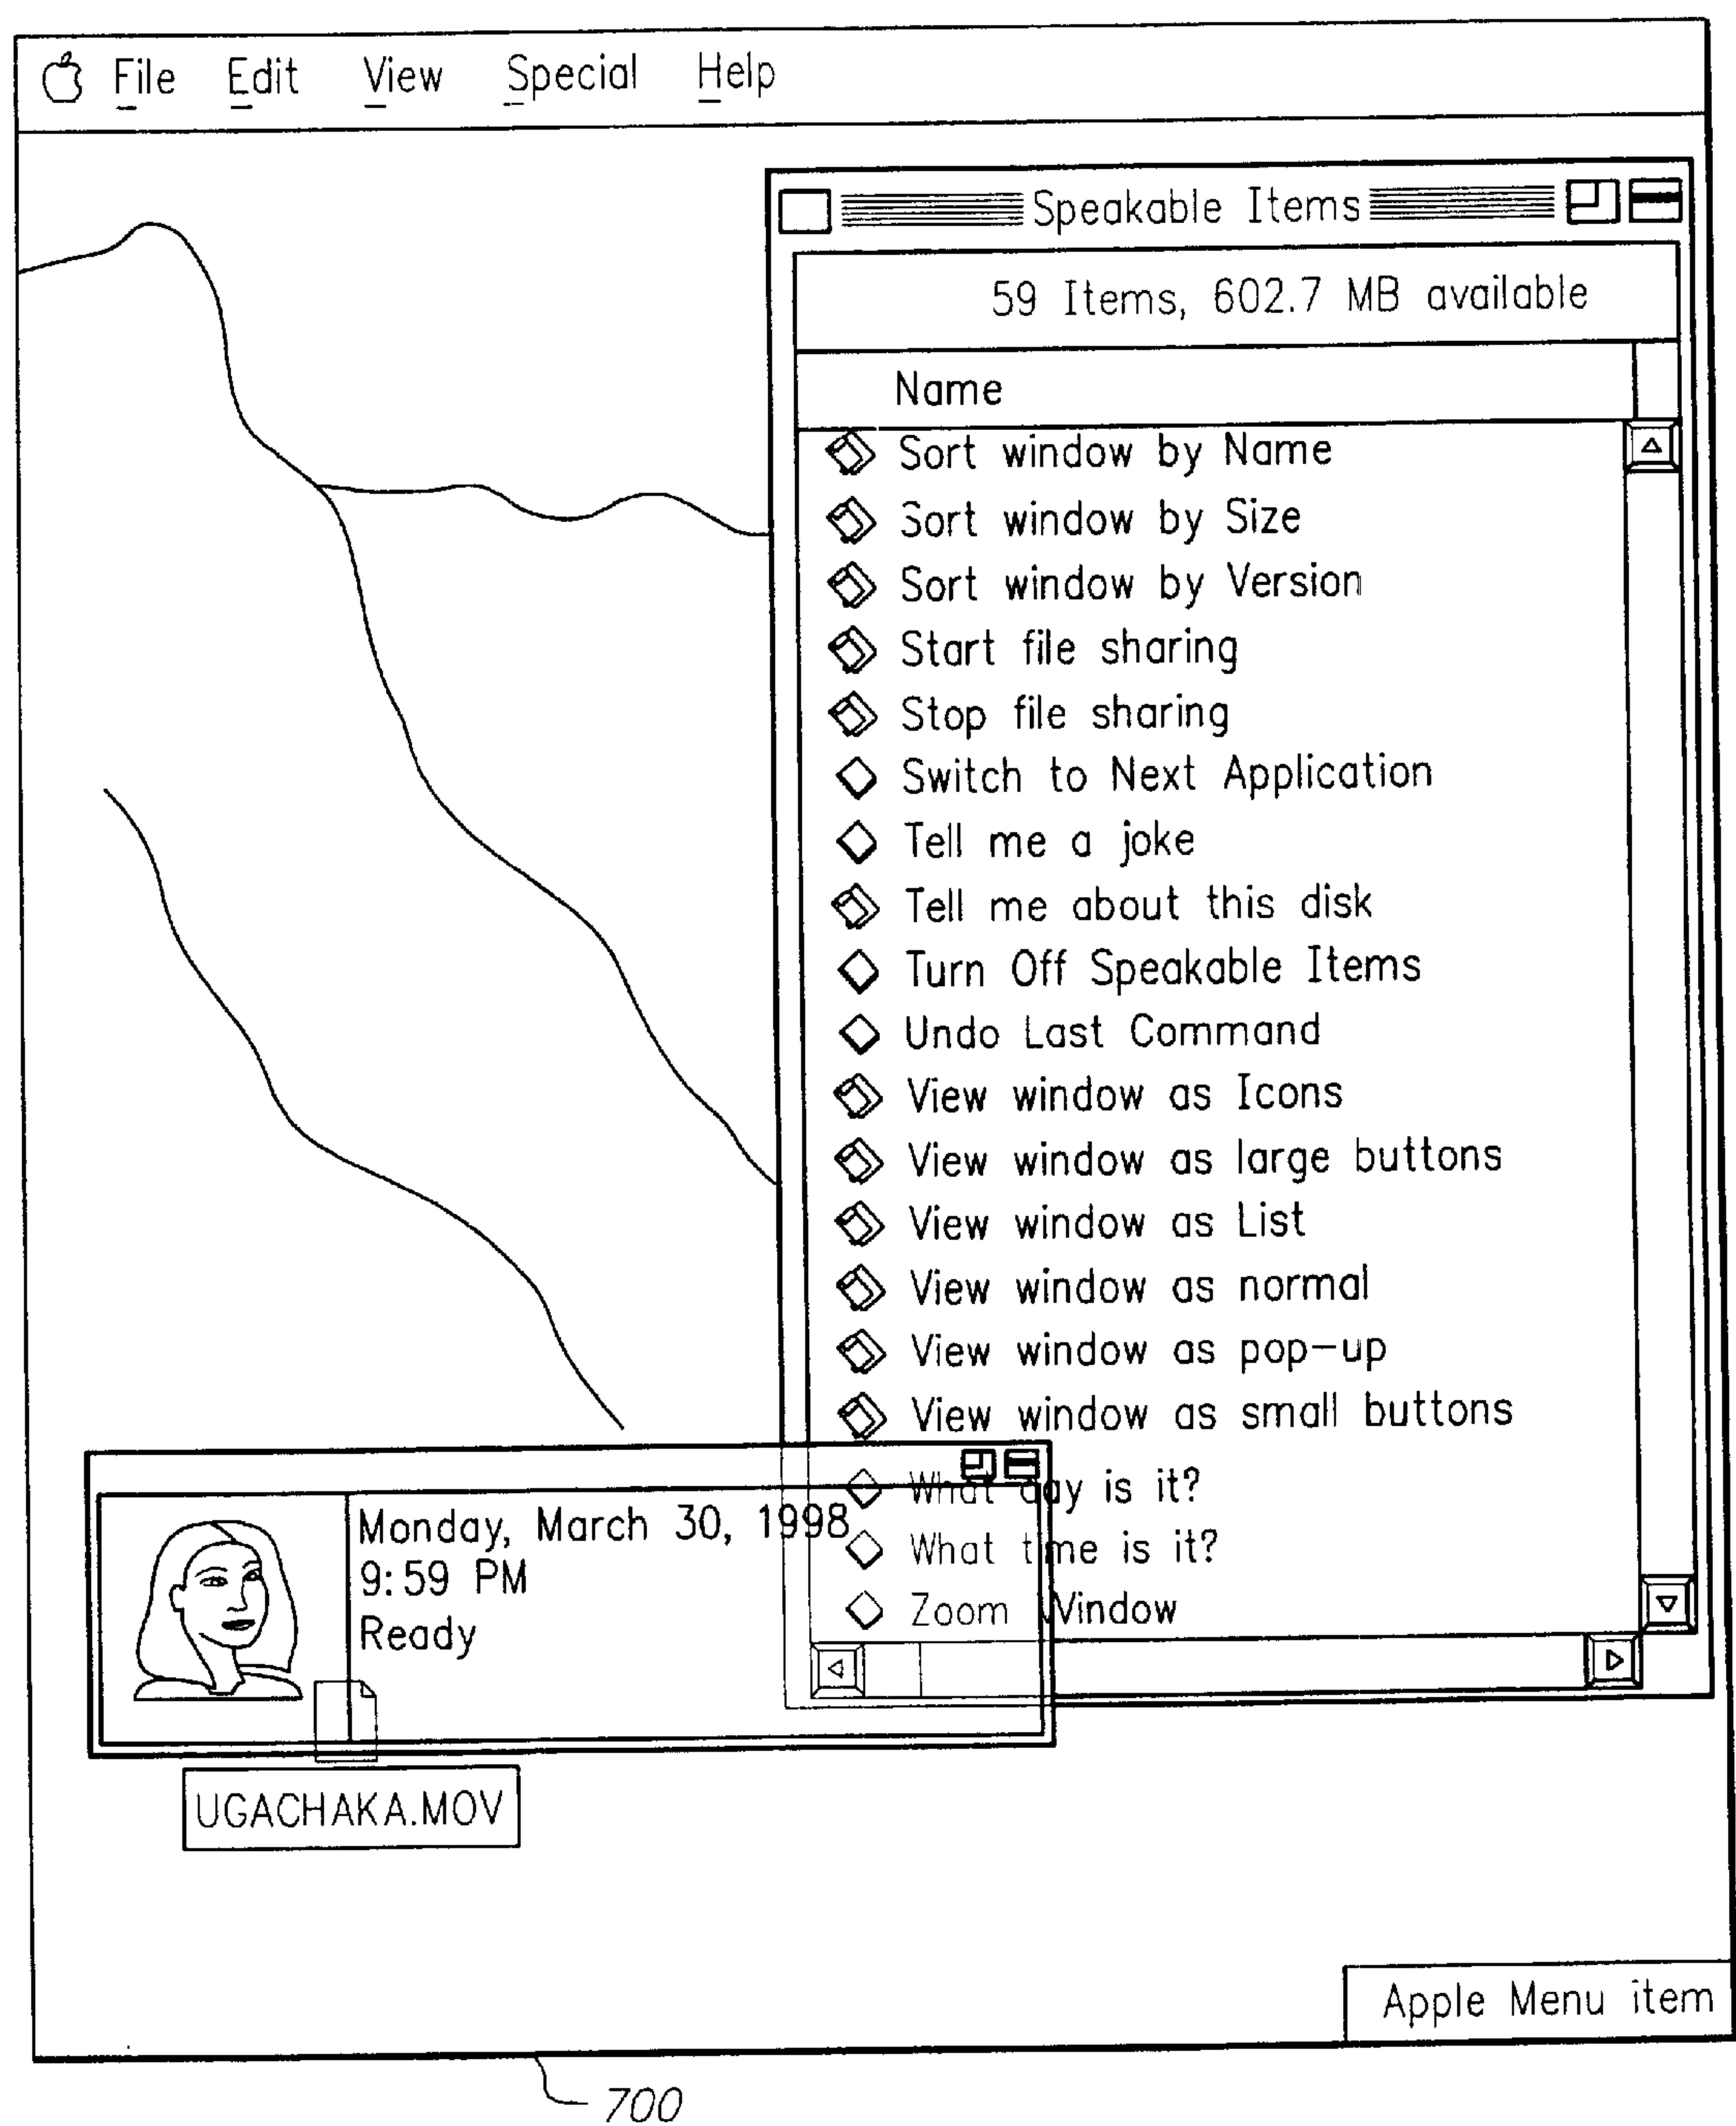 File Edit View Special Help
Speakable Items
59 Items, 602.7 MB available
Name
Sort window by Name
Sort window by Size
Sort window by Version
Start file sharing
Stop file sharing
Switch to Next Application
Tell me a joke
Tell me about this disk
Turn Off Speakable Items
Undo Last Command
View window as Icons
View window as large buttons
View window as List
View window as normal
View window as pop-up
View window as small buttons
What day is it?
What time is it?
Zoom Window
Monday, March 30, 1998
9:59 PM
Ready
UGACHAKA.MOV
Apple Menu item
700